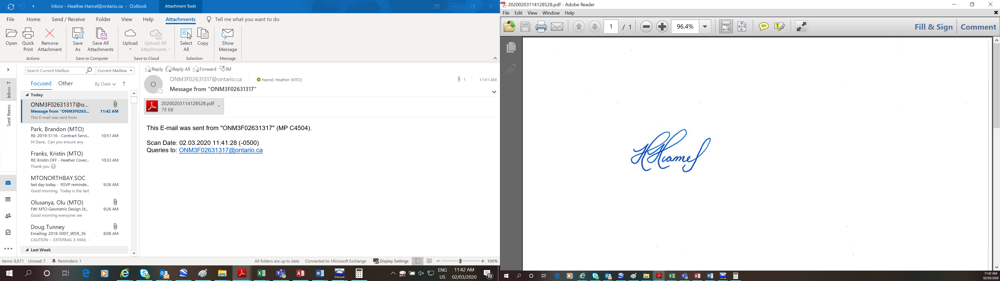 Inbox - Heather.Hamel@ontario.ca - Outlook
Attachment Tools
File Home Send / Receive Folder View Help Attachments Tell me what you want to do
Open
Quick Print
Remove Attachment
Actions
Save As
Save All Attachments
Save to Computer
Upload
Upload All Attachments
Save to Cloud
Select All
Copy
Selection
Show Message
Message
Inbox 7
Sent Items
Search Current Mailbox
Current Mailbox
Focused Other By Date
Today
ONM3F02631317@o...
Message from "ONM3F0263... 11:42 AM
This E-mail was sent from
Park, Brandon (MTO)
RE: 2019-5116 - Contract Servi... 10:51 AM
Hi Dave, Can you ensure any
Franks, Kristin (MTO)
RE: Kristin OFF - Heather Cover... 10:33 AM
Thank you
MTONORTHBAY.SOC
last day today - RSVP reminde... 9:26 AM
Good morning, Today is the last
Olusanya, Olu (MTO)
FW: MTO Geometric Design St... 9:26 AM
Good morning everyone: we
Doug Tunney
Emailing: 2018-5007_WSR_36 8:08 AM
CAUTION -- EXTERNAL E-MAIL -
Last Week
Reply Reply All Forward IM
O
ONM3F02631317@ontario.ca Hamel, Heather (MTO) 1 11:41 AM
Message from "ONM3F02631317"
20200203114128528.pdf
78 KB
This E-mail was sent from "ONM3F02631317" (MP C4504).
Scan Date: 02.03.2020 11:41:28 (-0500)
Queries to: ONM3F02631317@ontario.ca
Items: 8,671 Unread: 7 Reminders: 1 All folders are up to date. Connected to: Microsoft Exchange Display Settings 100%
ENG
US
11:42 AM
02/03/2020
10
20200203114128528.pdf - Adobe Reader
File Edit View Window Help
1 / 1 96.4% Fill & Sign Comment
HHamel
11:42 AM
02/03/2020